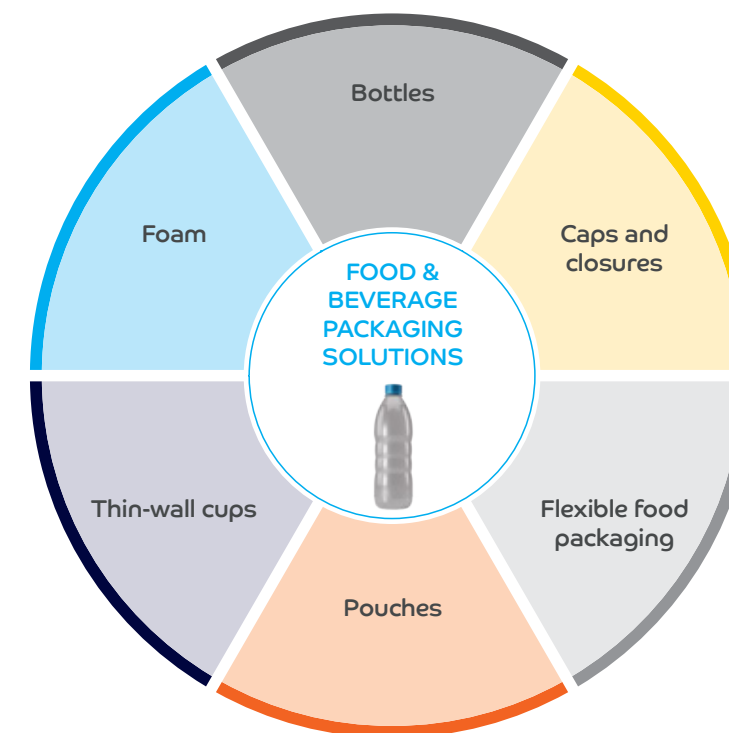 Bottles
Caps and
closures
Flexible food
packaging
Pouches
Thin-wall cups
Foam
FOOD &
BEVERAGE
PACKAGING
SOLUTIONS